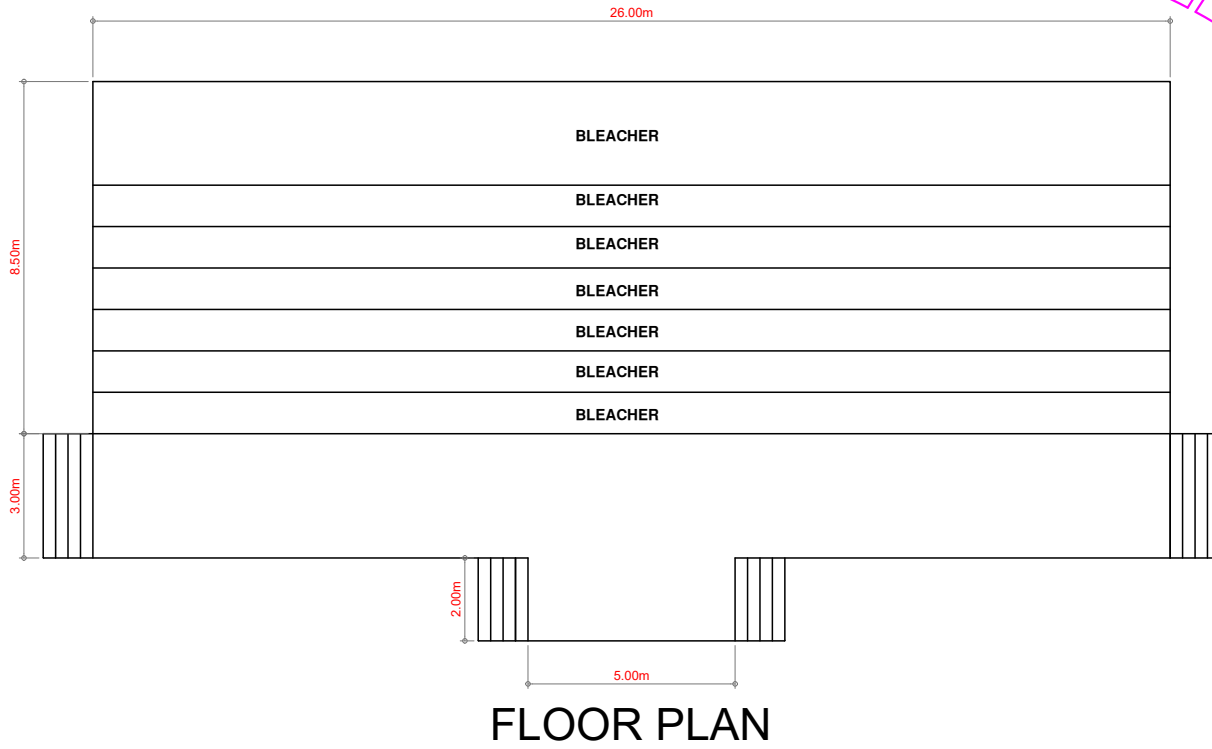 26.00m
BLEACHER
BLEACHER
BLEACHER
8.50m
BLEACHER
BLEACHER
BLEACHER
BLEACHER
3.00m
2.00m
5.00m
FLOOR PLAN